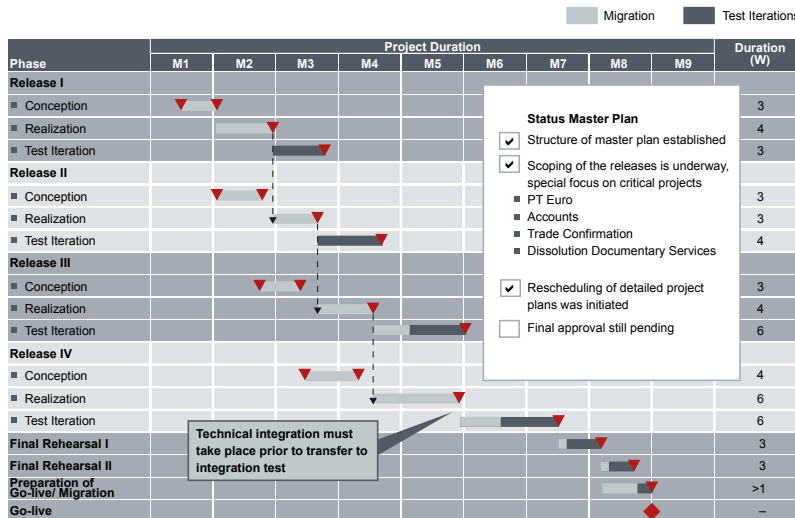 Migration
Test Iterations
Phase
Project Duration
Duration
(W)
M1 M2 M3 M4 M5 M6 M7 M8 M9
Release I
Conception 3
Realization 4
Test Iteration 3
Release II
Conception 3
Realization 3
Test Iteration 4
Release III
Conception 3
Realization 4
Test Iteration 6
Release IV
Conception 4
Realization 6
Test Iteration 6
Final Rehearsal I 3
Final Rehearsal II 3
Preparation of
Go-live/ Migration >1
Go-live –
Status Master Plan
Structure of master plan established
Scoping of the releases is underway,
special focus on critical projects
PT Euro
Accounts
Trade Confirmation
Dissolution Documentary Services
Rescheduling of detailed project
plans was initiated
Final approval still pending
Technical integration must
take place prior to transfer to
integration test